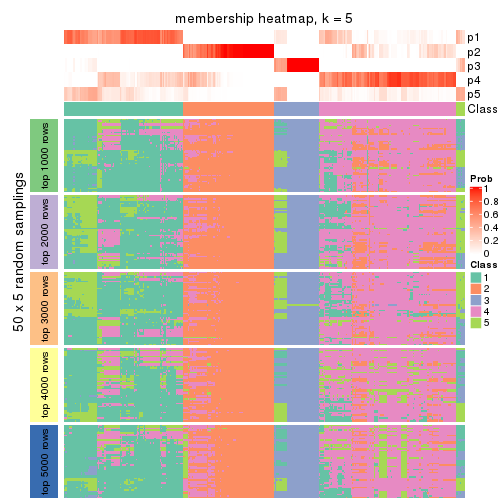 membership heatmap, k = 5
p1
p2
p3
p4
p5
Class
50 x 5 random samplings
top 1000 rows
top 2000 rows
top 3000 rows
top 4000 rows
top 5000 rows
Prob
1
0.8
0.6
0.4
0.2
0
Class
1
2
3
4
5